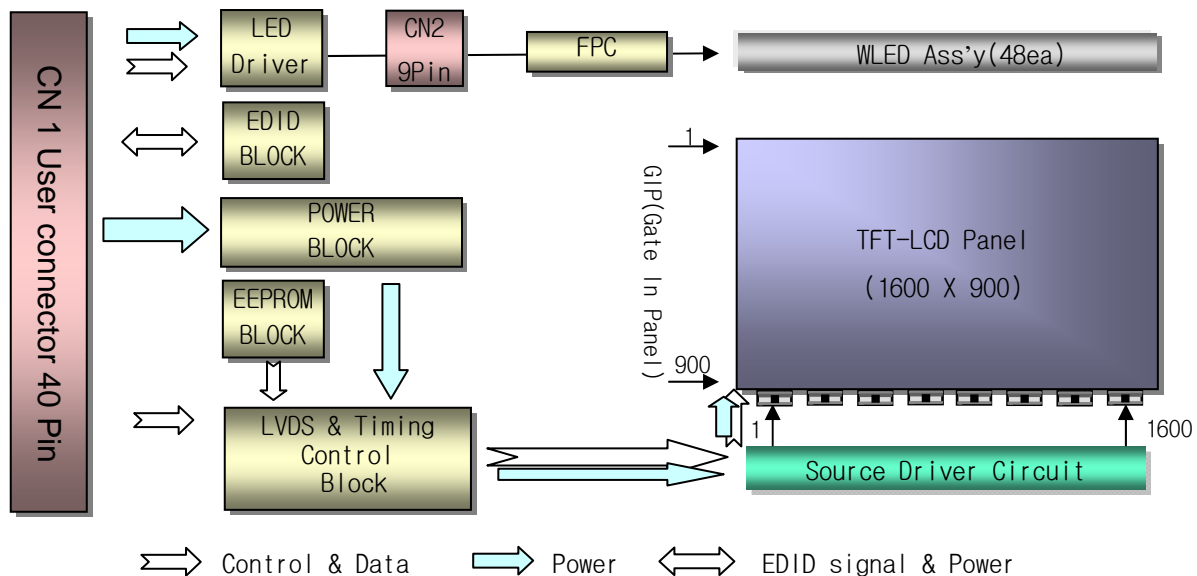 CN 1 User connector 40 Pin
LED
Driver
CN2
9Pin
FPC
WLED Ass'y(48ea)
EDID
BLOCK
POWER
BLOCK
EEPROM
BLOCK
LVDS & Timing
Control
Block
GIP(Gate In Panel)
1
900
TFT-LCD Panel
(1600 X 900)
1
1600
Source Driver Circuit
Control & Data
Power
EDID signal & Power